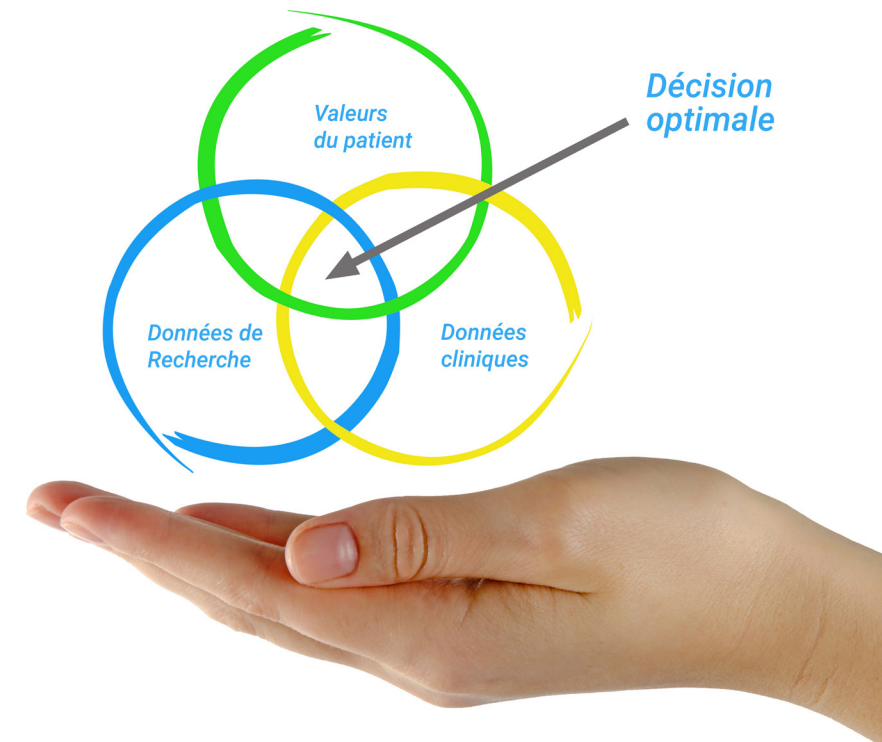 Valeurs
du patient
Décision
optimale
Données de
Recherche
Données
cliniques